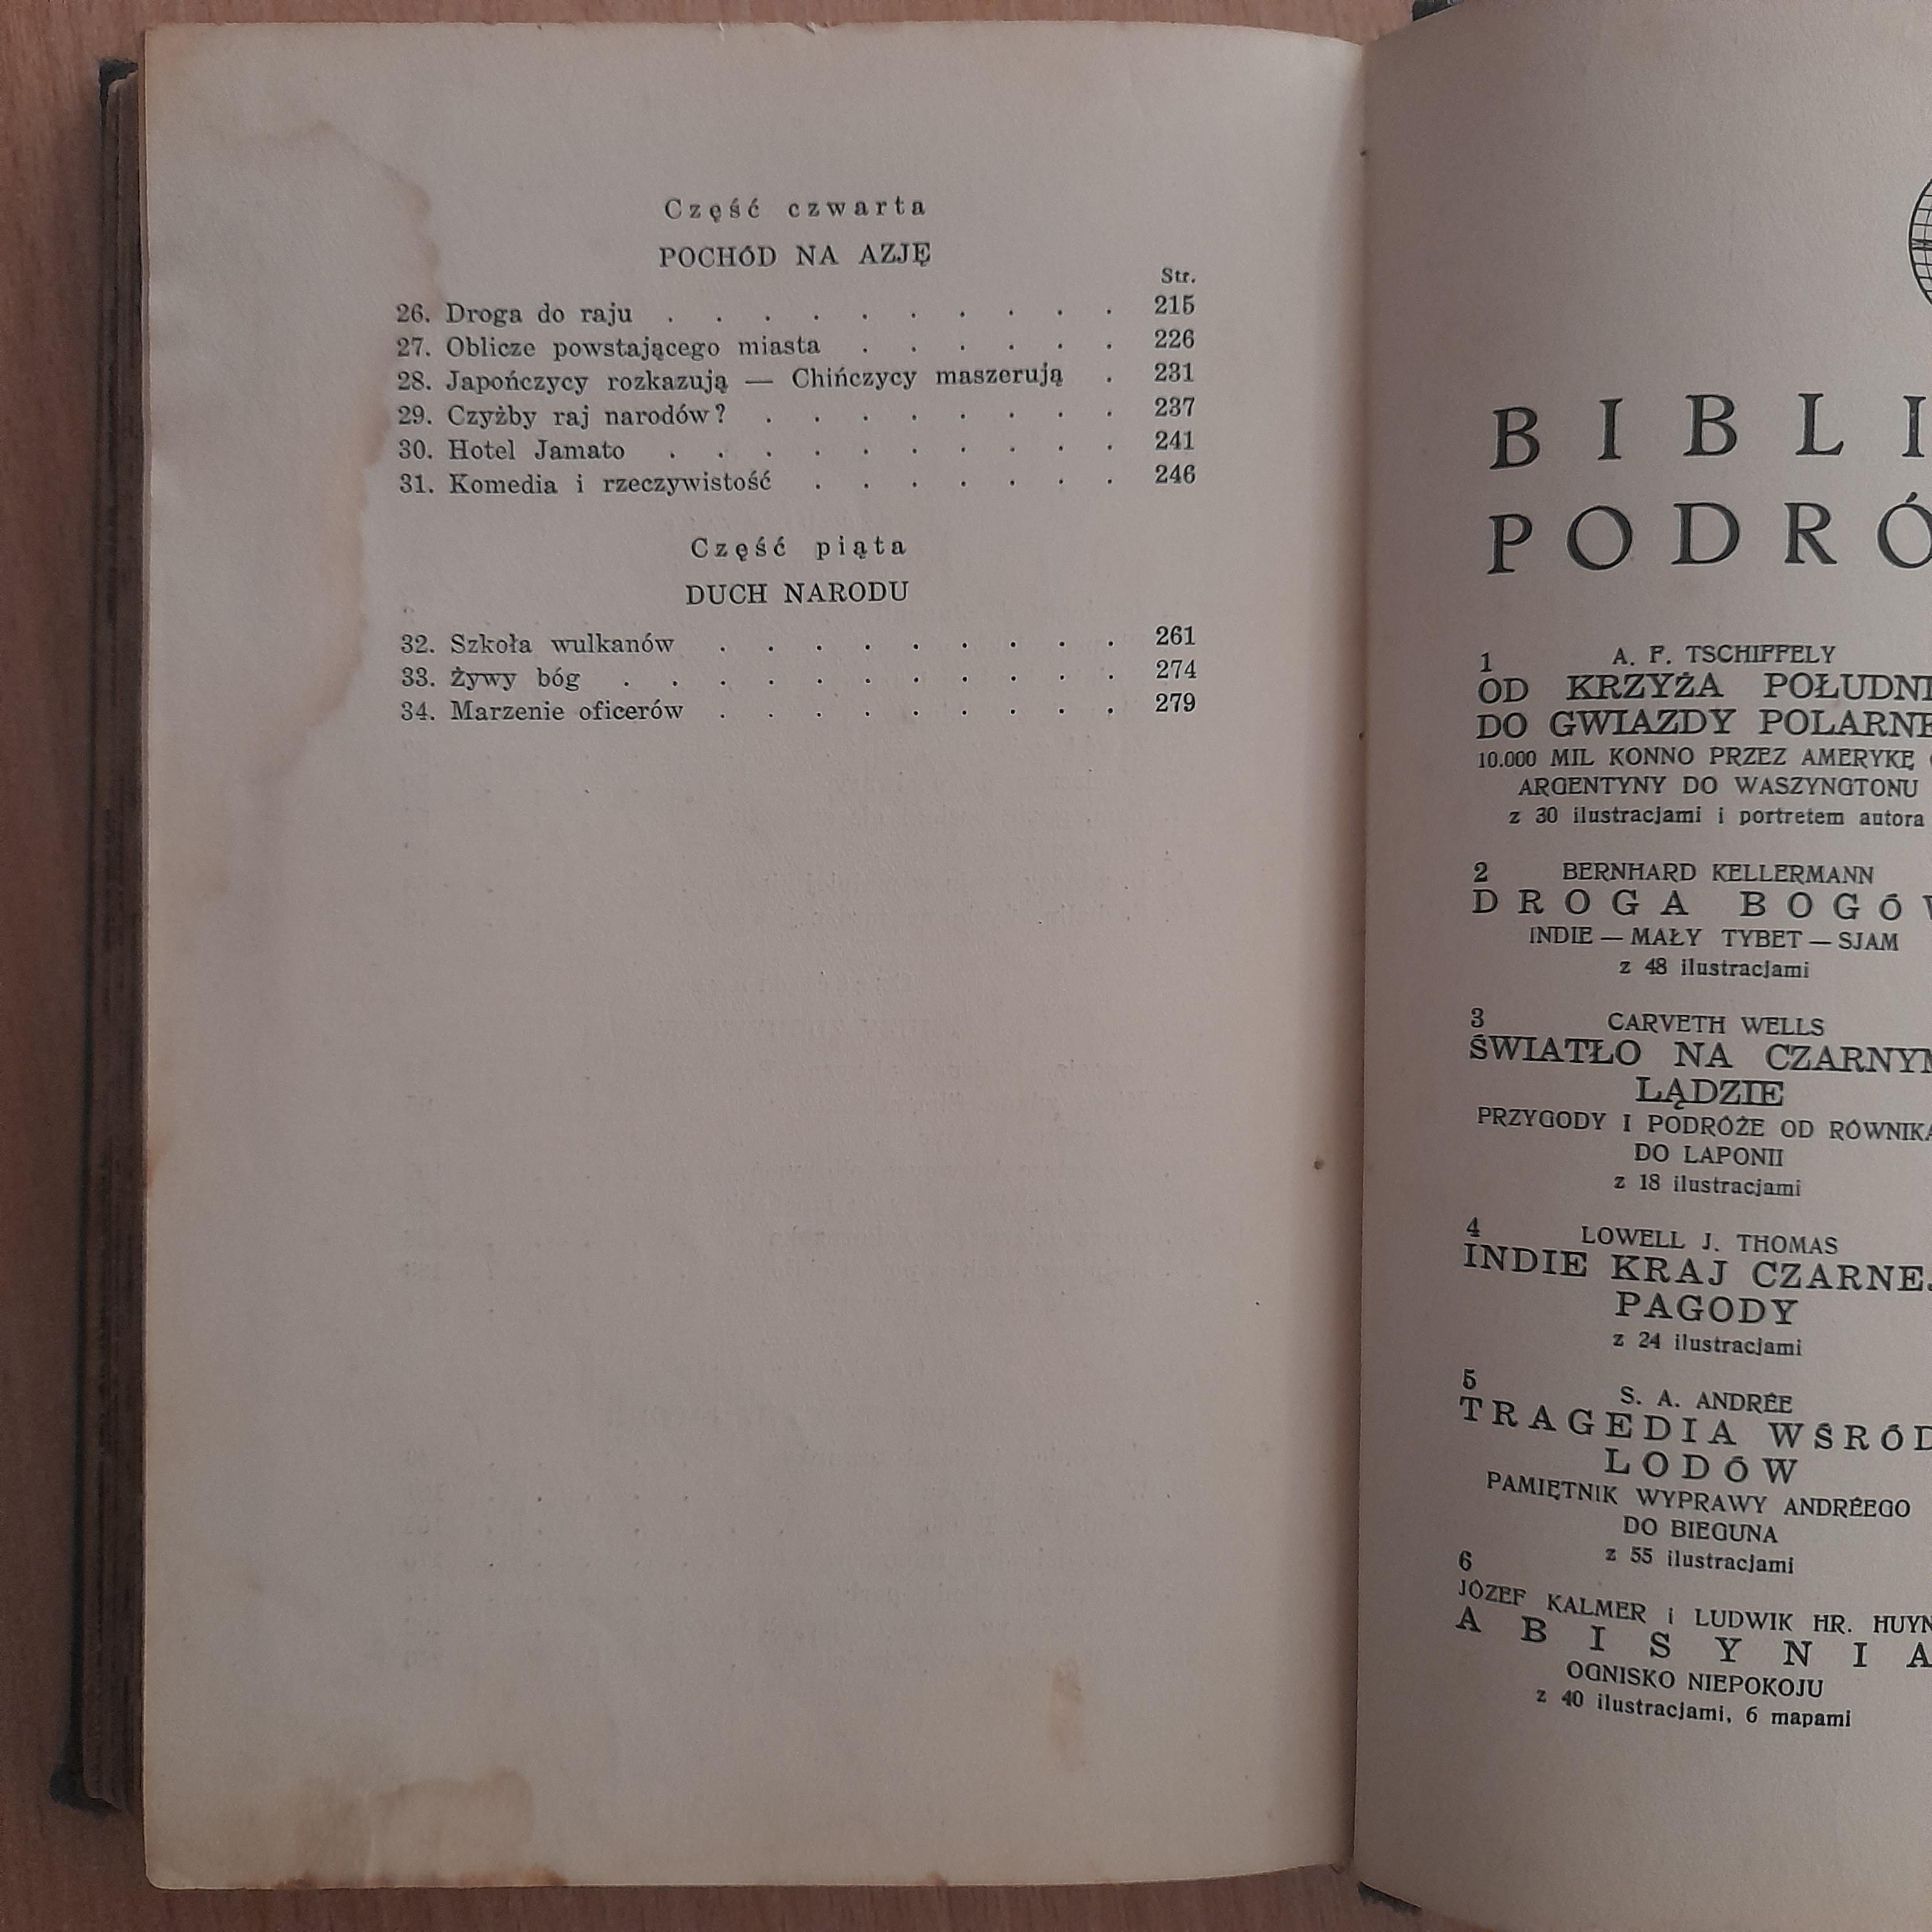 Część czwarta
POCHÓD NA AZJĘ
Str.
26. Droga do raju . . . . . . . . . . 215
27. Oblicze powstającego miasta . . . . . . 226
28. Japończycy rozkazują — Chińczycy maszerują . 231
29. Czyżby raj narodów? . . . . . . . . 237
30. Hotel Jamato . . . . . . . . . . 241
31. Komedia i rzeczywistość . . . . . . . 246
Część piąta
DUCH NARODU
32. Szkoła wulkanów . . . . . . . . . 261
33. Żywy bóg . . . . . . . . . . . 274
34. Marzenie oficerów . . . . . . . . . 279
BIBLI
PODRÓ
1 A. F. TSCHIFFELY
OD KRZYŻA POŁUDNI
DO GWIAZDY POLARNE
10.000 MIL KONNO PRZEZ AMERYKĘ
ARGENTYNY DO WASZYNGTONU
z 30 ilustracjami i portretem autora
2 BERNHARD KELLERMANN
DROGA BOGÓW
INDIE — MAŁY TYBET — SJAM
z 48 ilustracjami
3 CARVETH WELLS
ŚWIATŁO NA CZARNYM
LĄDZIE
PRZYGODY I PODRÓŻE OD RÓWNIKA
DO LAPONII
z 18 ilustracjami
4 LOWELL J. THOMAS
INDIE KRAJ CZARNEJ
PAGODY
z 24 ilustracjami
5 S. A. ANDRÉE
TRAGEDIA WŚRÓD
LODÓW
PAMIĘTNIK WYPRAWY ANDRÉEGO
DO BIEGUNA
z 55 ilustracjami
6
JÓZEF KALMER i LUDWIK HR. HUYN
ABISYNIA
OGNISKO NIEPOKOJU
z 40 ilustracjami, 6 mapami